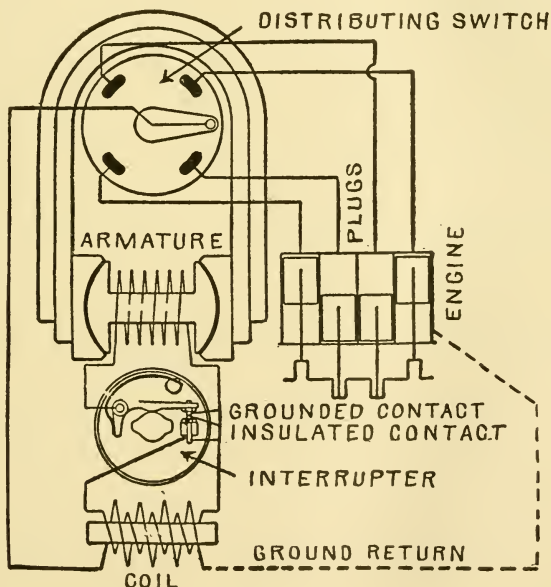 DISTRIBUTING SWITCH
PLUGS
ENGINE
ARMATURE
GROUNDED CONTACT
INSULATED CONTACT
INTERRUPTER
GROUND RETURN
COIL